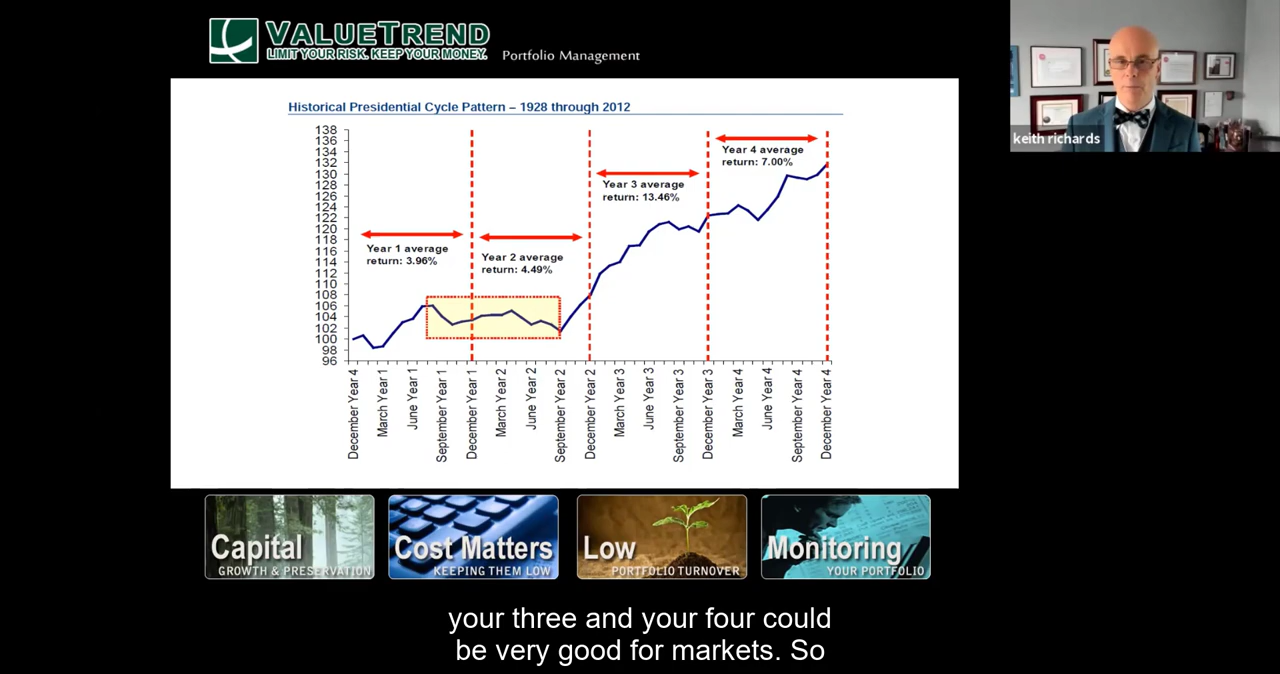 VALUETREND
LIMIT YOUR RISK. KEEP YOUR MONEY.
Portfolio Management
keith richards
Historical Presidential Cycle Pattern – 1928 through 2012
138
136
134
132
130
128
126
124
122
120
118
116
114
112
110
108
106
104
102
100
98
96
Year 1 average
return: 3.96%
Year 2 average
return: 4.49%
Year 3 average
return: 13.46%
Year 4 average
return: 7.00%
December Year 4
March Year 1
June Year 1
September Year 1
December Year 1
March Year 2
June Year 2
September Year 2
December Year 2
March Year 3
June Year 3
September Year 3
December Year 3
March Year 4
June Year 4
September Year 4
December Year 4
Capital
GROWTH & PRESERVATION
Cost Matters
KEEPING THEM LOW
Low
PORTFOLIO TURNOVER
Monitoring
YOUR PORTFOLIO
your three and your four could
be very good for markets. So